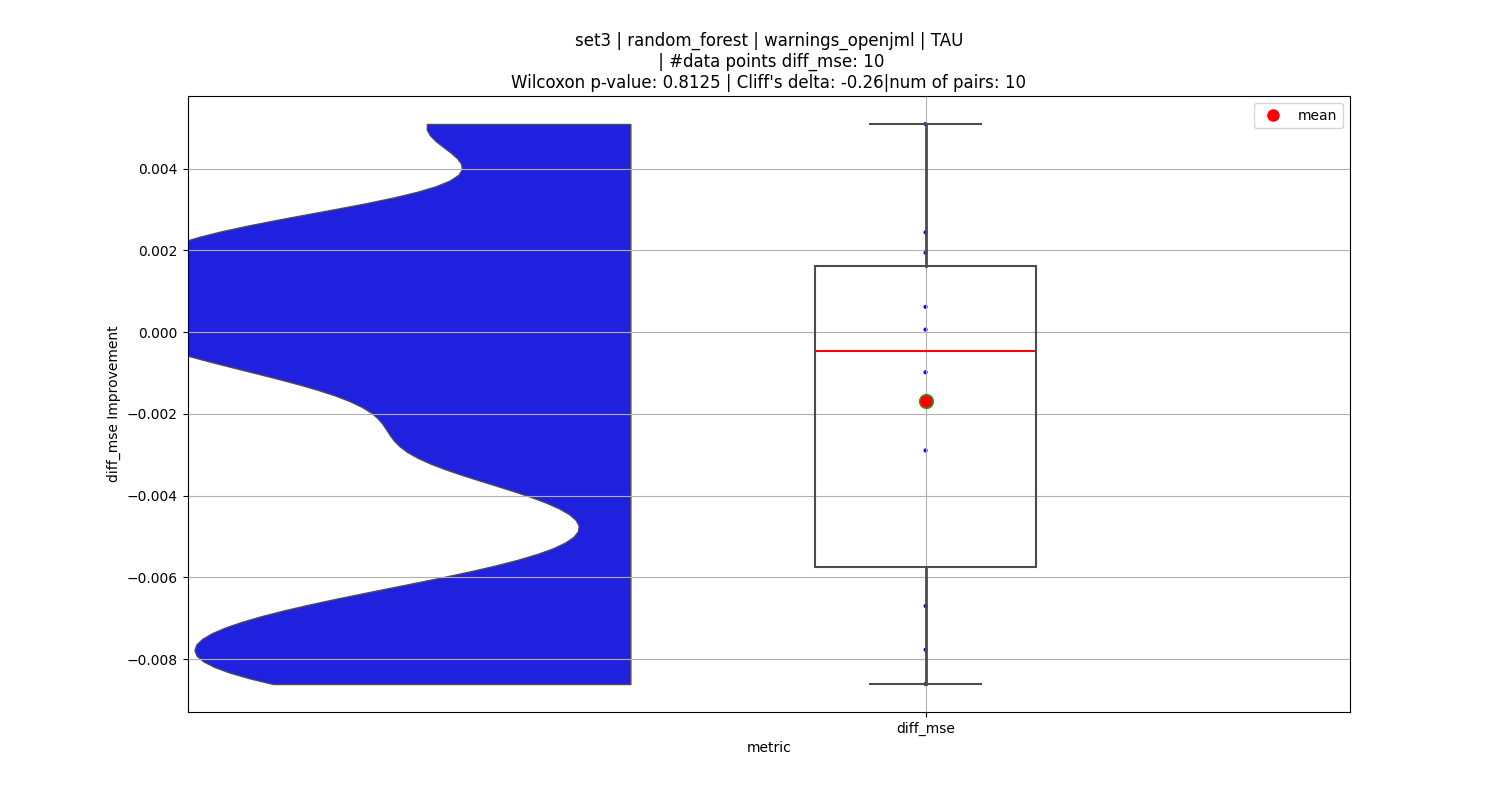 set3 | random_forest | warnings_openjml | TAU
| #data points diff_mse: 10
Wilcoxon p-value: 0.8125 | Cliff's delta: -0.26|num of pairs: 10
mean
0.004
0.002
0.000
−0.002
−0.004
−0.006
−0.008
diff_mse Improvement
diff_mse
metric